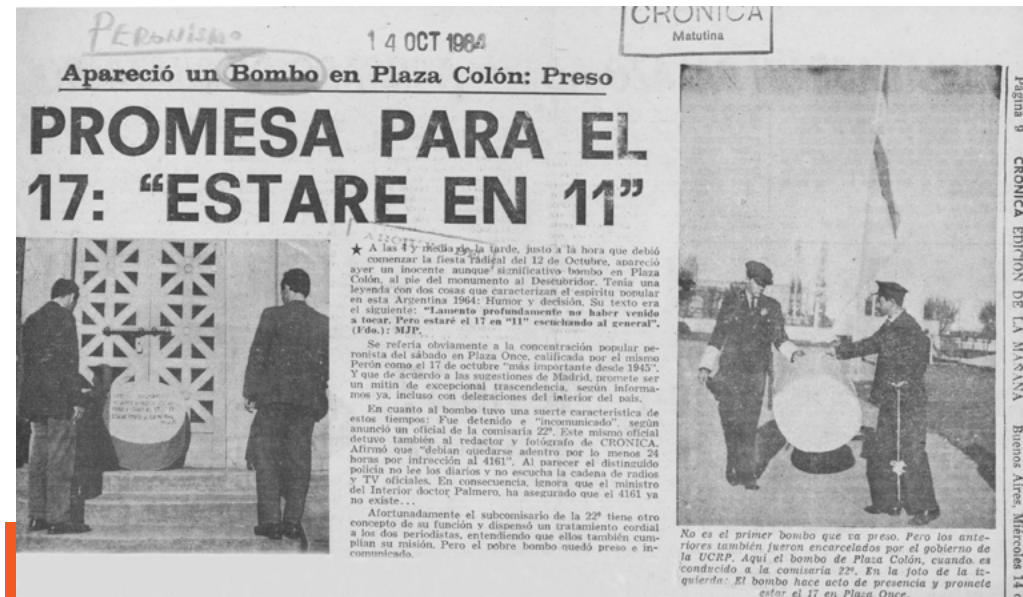 PERONISMO
14 OCT 1964
CRONICA
Matutina
Apareció un Bombo en Plaza Colón: Preso
PROMESA PARA EL
17: “ESTARE EN 11”
★ A las 4 y media de la tarde, justo a la hora que debió
comenzar la fiesta radical del 12 de Octubre, apareció
ayer un inocente aunque significativo bombo en Plaza
Colón, al pie del monumento al Descubridor. Tenía una
leyenda con dos cosas que caracterizan el espíritu popular
en esta Argentina 1964: Humor y decisión. Su texto era
el siguiente: “Lamento profundamente no haber venido
a tocar. Pero estaré el 17 en “11” escuchando al general”.
(Fdo.): MJP.
Se refería obviamente a la concentración popular pe-
ronista del sábado en Plaza Once, calificada por el mismo
Perón como el 17 de octubre “más importante desde 1945”.
Y que de acuerdo a las sugestiones de Madrid, promete ser
un mitin de excepcional trascendencia, según informa-
mos ya, incluso con delegaciones del interior del país.
En cuanto al bombo tuvo una suerte característica de
estos tiempos: Fue detenido e “incomunicado”, según
anunció un oficial de la comisaría 22ª. Este mismo oficial
detuvo también al redactor y fotógrafo de CRONICA.
Afirmó que “debían quedarse adentro por lo menos 24
horas por infracción al 4161”. Al parecer el distinguido
policía no lee los diarios y no escucha la cadena de radios
y TV oficiales. En consecuencia, ignora que el ministro
del Interior doctor Palmero, ha asegurado que el 4161 ya
no existe...
Afortunadamente el subcomisario de la 22ª tiene otro
concepto de su función y dispensó un tratamiento cordial
a los dos periodistas, entendiendo que ellos también cum-
plían su misión. Pero el pobre bombo quedó preso e in-
comunicado.
No es el primer bombo que va preso. Pero los ante-
riores también fueron encarcelados por el gobierno de
la UCRP. Aquí el bombo de Plaza Colón, cuando es
conducido a la comisaría 22ª. En la foto de la iz-
quierda: El bombo hace acto de presencia y promete
estar el 17 en Plaza Once.
Página 9 CRONICA EDICION DE LA MAÑANA Buenos Aires, Miércoles 14